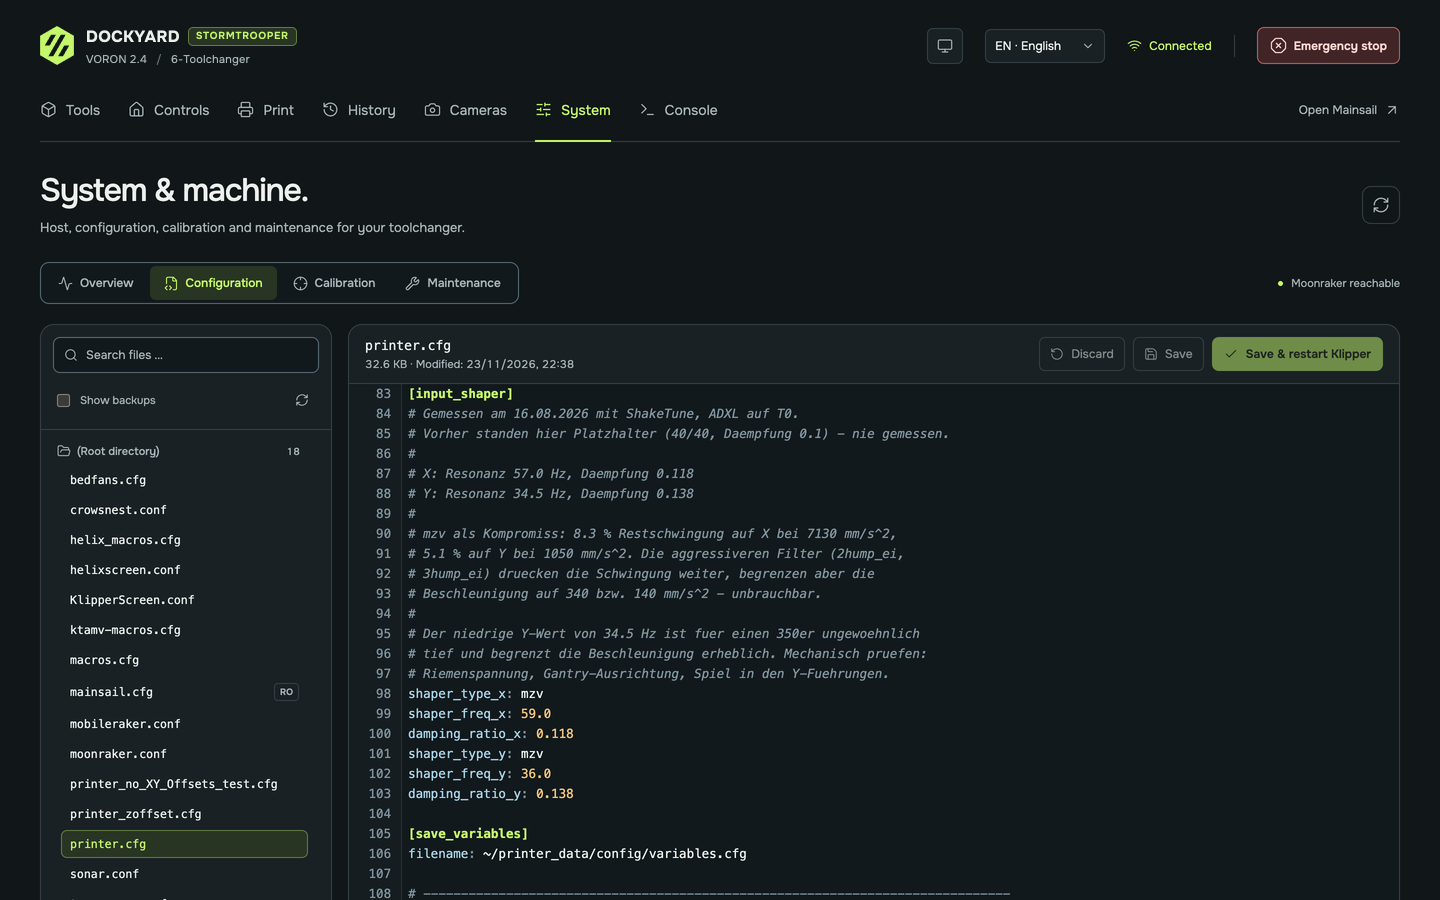 DOCKYARD STORMTROOPER
VORON 2.4 / 6-Toolchanger
EN · English
Connected
Emergency stop
Tools
Controls
Print
History
Cameras
System
Console
Open Mainsail
System & machine.
Host, configuration, calibration and maintenance for your toolchanger.
Overview
Configuration
Calibration
Maintenance
Moonraker reachable
Search files ...
Show backups
(Root directory) 18
bedfans.cfg
crowsnest.conf
helix_macros.cfg
helixscreen.conf
KlipperScreen.conf
ktamv-macros.cfg
macros.cfg
mainsail.cfg RO
mobileraker.conf
moonraker.conf
printer_no_XY_Offsets_test.cfg
printer_zoffset.cfg
printer.cfg
sonar.conf
printer.cfg
32.6 KB · Modified: 23/11/2026, 22:38
Discard
Save
Save & restart Klipper
83 [input_shaper]
84 # Gemessen am 16.08.2026 mit ShakeTune, ADXL auf T0.
85 # Vorher standen hier Platzhalter (40/40, Daempfung 0.1) – nie gemessen.
86 #
87 # X: Resonanz 57.0 Hz, Daempfung 0.118
88 # Y: Resonanz 34.5 Hz, Daempfung 0.138
89 #
90 # mzv als Kompromiss: 8.3 % Restschwingung auf X bei 7130 mm/s^2,
91 # 5.1 % auf Y bei 1050 mm/s^2. Die aggressiveren Filter (2hump_ei,
92 # 3hump_ei) druecken die Schwingung weiter, begrenzen aber die
93 # Beschleunigung auf 340 bzw. 140 mm/s^2 – unbrauchbar.
94 #
95 # Der niedrige Y-Wert von 34.5 Hz ist fuer einen 350er ungewoehnlich
96 # tief und begrenzt die Beschleunigung erheblich. Mechanisch pruefen:
97 # Riemenspannung, Gantry-Ausrichtung, Spiel in den Y-Fuehrungen.
98 shaper_type_x: mzv
99 shaper_freq_x: 59.0
100 damping_ratio_x: 0.118
101 shaper_type_y: mzv
102 shaper_freq_y: 36.0
103 damping_ratio_y: 0.138
104
105 [save_variables]
106 filename: ~/printer_data/config/variables.cfg
107
108 # ——————————————————————————————————————